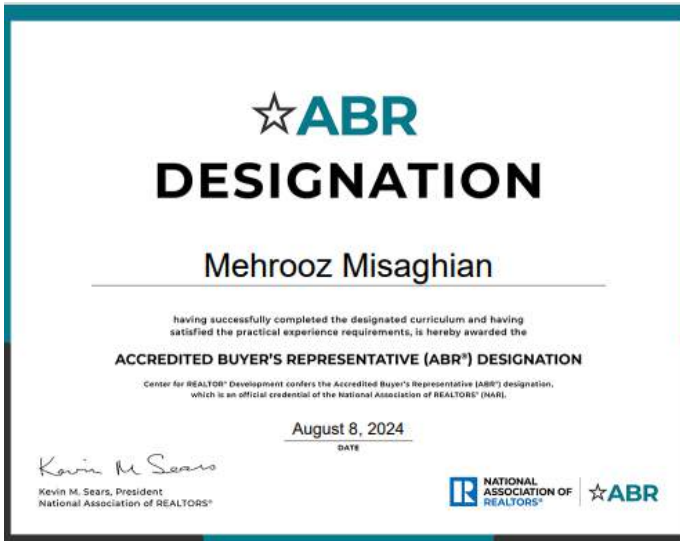 ☆ABR
DESIGNATION
Mehrooz Misaghian
having successfully completed the designated curriculum and having
satisfied the practical experience requirements, is hereby awarded the
ACCREDITED BUYER'S REPRESENTATIVE (ABR®) DESIGNATION
Center for REALTOR® Development confers the Accredited Buyer's Representative (ABR®) designation,
which is an official credential of the National Association of REALTORS® (NAR).
August 8, 2024
DATE
Kevin M Sears
Kevin M. Sears, President
National Association of REALTORS®
R
NATIONAL
ASSOCIATION OF
REALTORS®
☆ABR